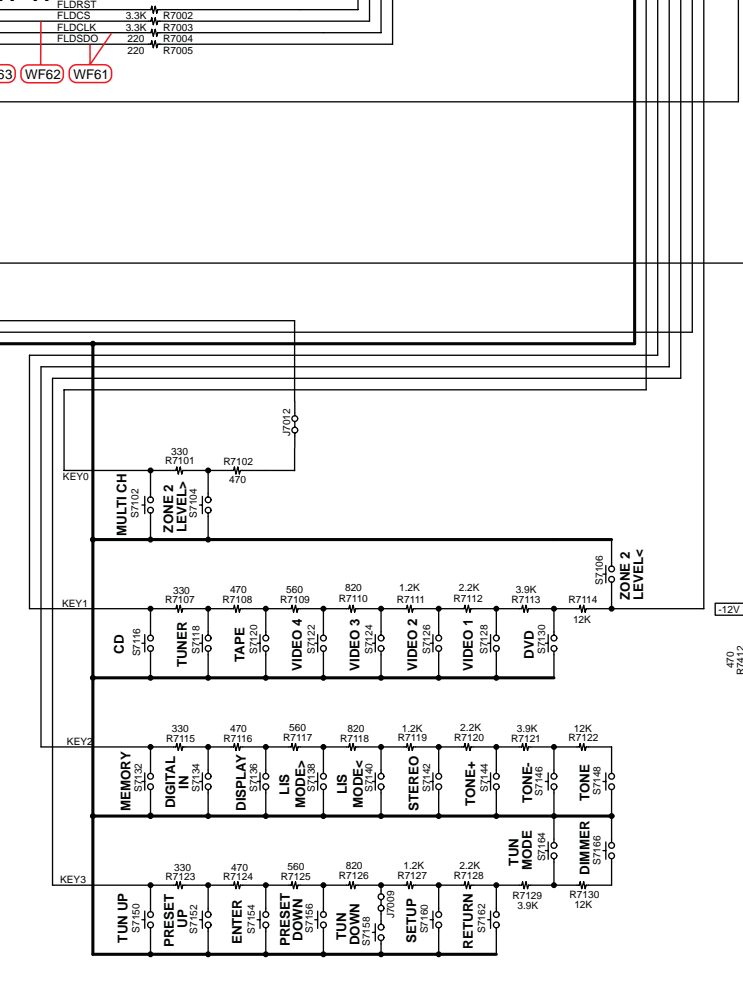 FLDRST
FLDCS 3.3K R7002
FLDCLK 3.3K R7003
FLDSDO 220 R7004
220 R7005
63 WF62 WF61
J7012
330
R7101
R7102
470
KEY0
MULTI CH
S7102
ZONE 2
LEVEL>
S7104
S7106
ZONE 2
LEVEL<
KEY1
330 470 560 820 1.2K 2.2K 3.9K
R7107 R7108 R7109 R7110 R7111 R7112 R7113 R7114
12K
-12V
CD
S7116
TUNER
S7118
TAPE
S7120
VIDEO 4
S7122
VIDEO 3
S7124
VIDEO 2
S7126
VIDEO 1
S7128
DVD
S7130
470
R7412
KEY2
330 470 560 820 1.2K 2.2K 3.9K 12K
R7115 R7116 R7117 R7118 R7119 R7120 R7121 R7122
MEMORY
S7132
DIGITAL
IN
S7134
DISPLAY
S7136
LIS
MODE>
S7138
LIS
MODE<
S7140
STEREO
S7142
TONE+
S7144
TONE-
S7146
TONE
S7148
TUN
MODE
S7164
DIMMER
S7166
KEY3
330 470 560 820 1.2K 2.2K
R7123 R7124 R7125 R7126 R7127 R7128
R7129 R7130
3.9K 12K
TUN UP
S7150
PRESET
UP
S7152
ENTER
S7154
PRESET
DOWN
S7156
TUN
DOWN
S7158
J7009
SETUP
S7160
RETURN
S7162